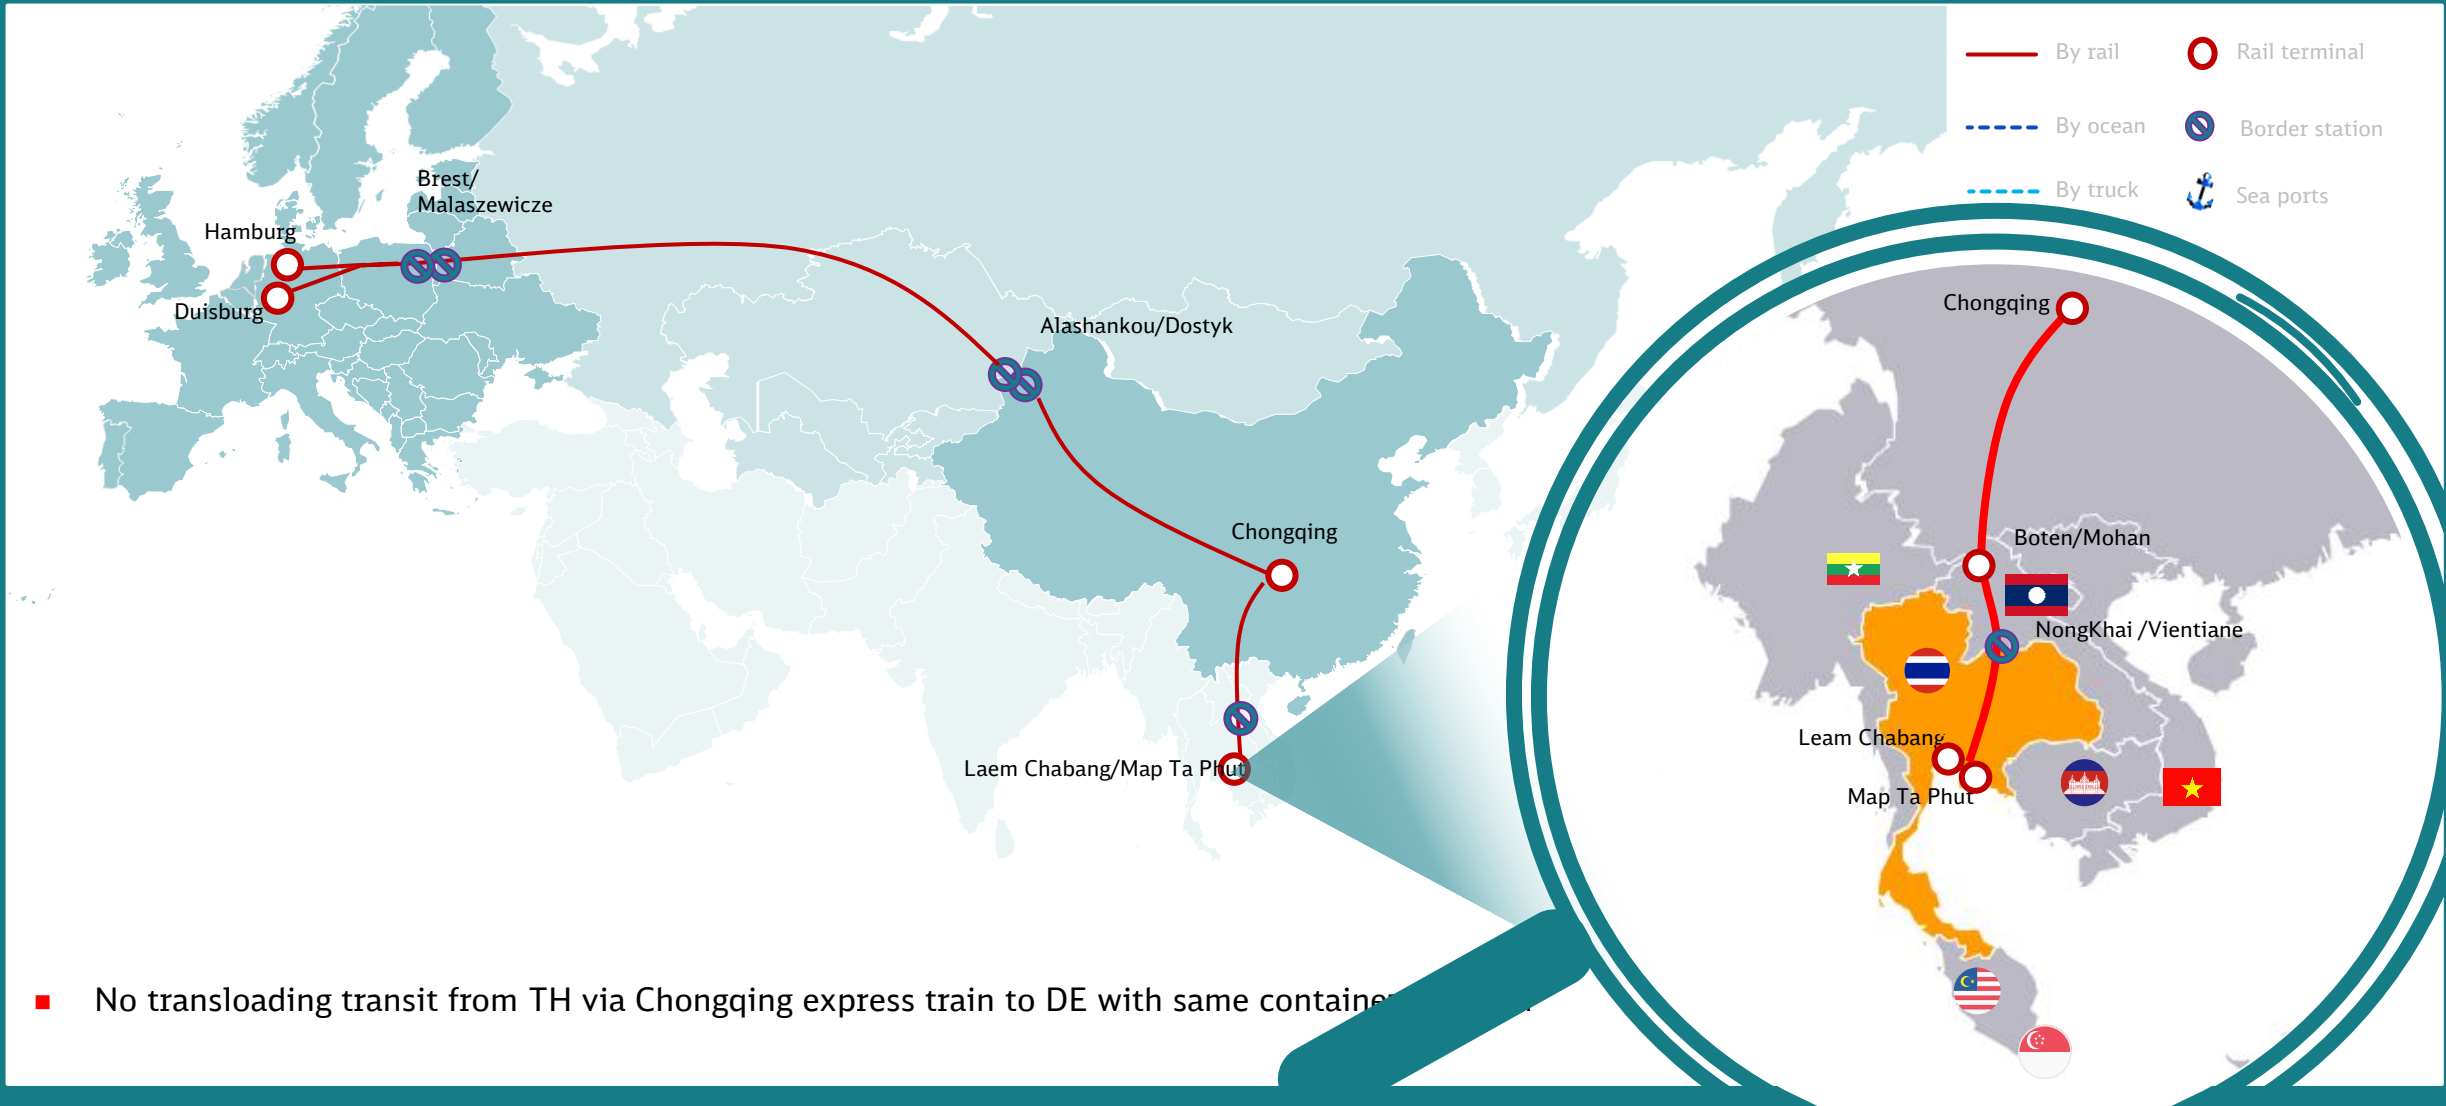 By rail
Rail terminal
By ocean
Border station
By truck
Sea ports
Brest/
Malaszewicze
Hamburg
Duisburg
Alashankou/Dostyk
Chongqing
Laem Chabang/Map Ta Phut
Chongqing
Boten/Mohan
NongKhai /Vientiane
Leam Chabang
Map Ta Phut
No transloading transit from TH via Chongqing express train to DE with same